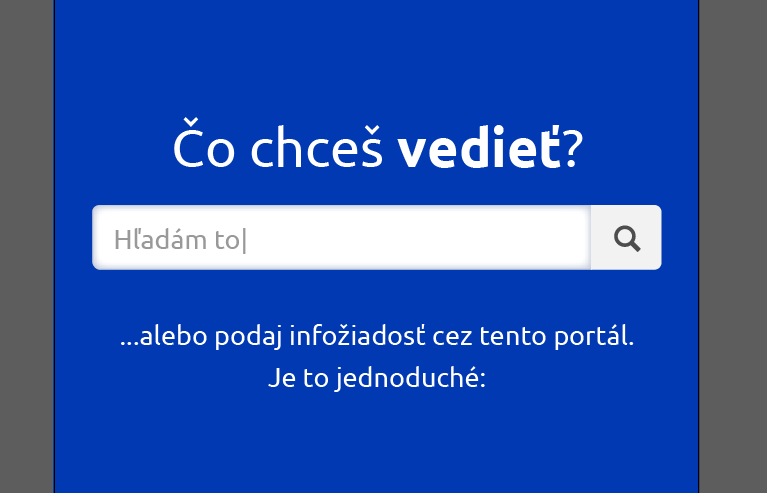 Čo chceš vedieť?
Hľadám to|
...alebo podaj infožiadosť cez tento portál.
Je to jednoduché: